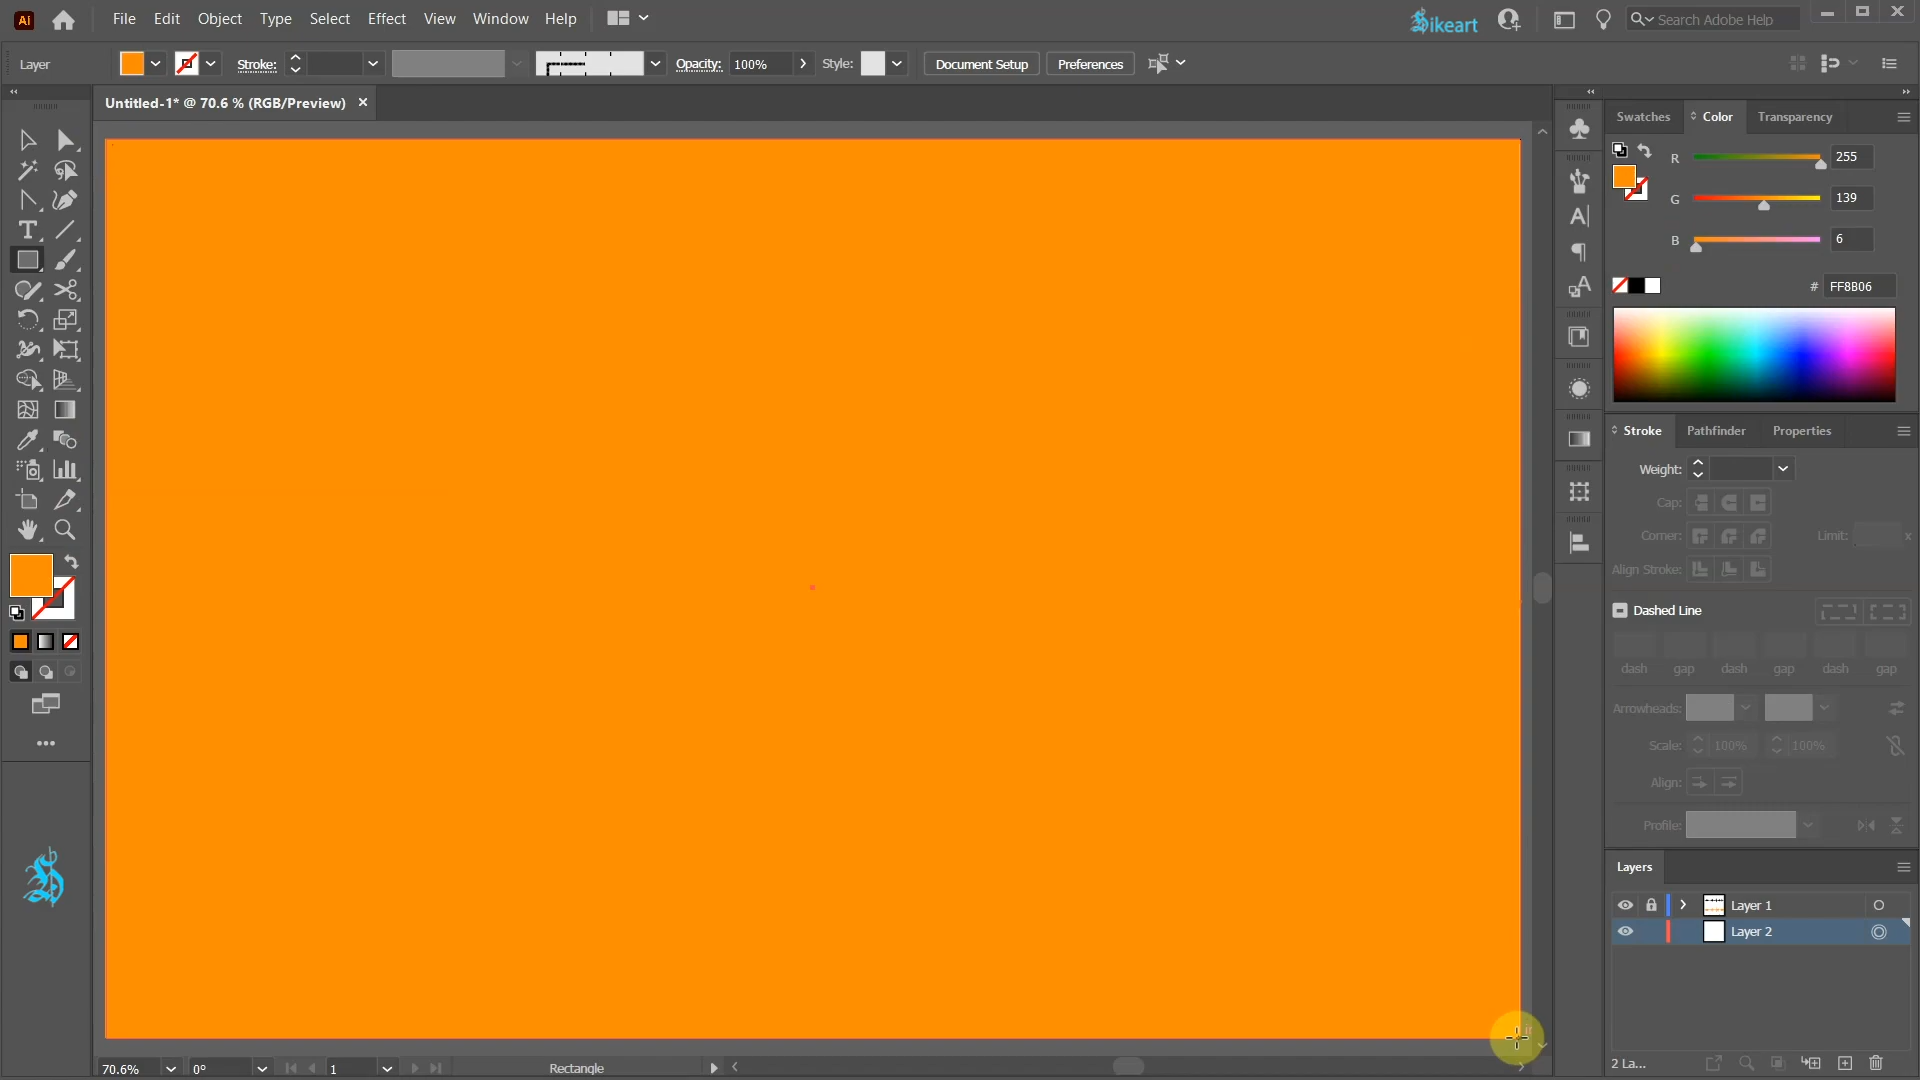 Ai File Edit Object Type Select Effect View Window Help Sikeart Search Adobe Help
Layer Stroke: Opacity: 100% Style: Document Setup Preferences
Untitled-1* @ 70.6 % (RGB/Preview)
Swatches Color Transparency
R 255
G 139
B 6
# FF8B06
Stroke Pathfinder Properties
Weight:
Cap:
Corner: Limit: x
Align Stroke:
Dashed Line
dash gap dash gap dash gap
Arrowheads:
Scale: 100% 100%
Align:
Profile:
Layers
Layer 1
Layer 2
2 La...
70.6% 0° 1 Rectangle